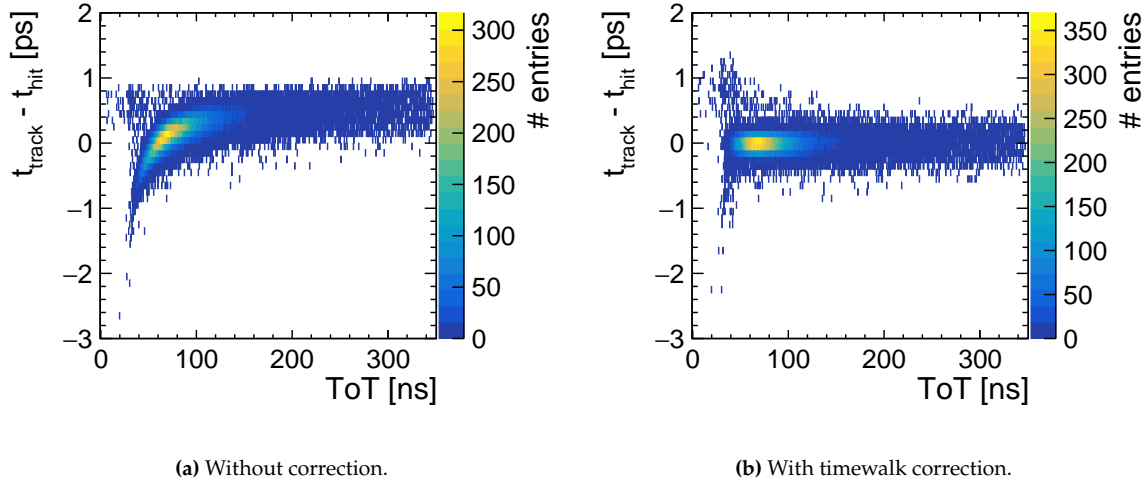 2
1
0
−1
−2
−3
t_track - t_hit [ps]
0 100 200 300
ToT [ns]
300
250
200
150
100
50
0
# entries
(a) Without correction.
2
1
0
−1
−2
−3
t_track - t_hit [ps]
0 100 200 300
ToT [ns]
350
300
250
200
150
100
50
0
# entries
(b) With timewalk correction.